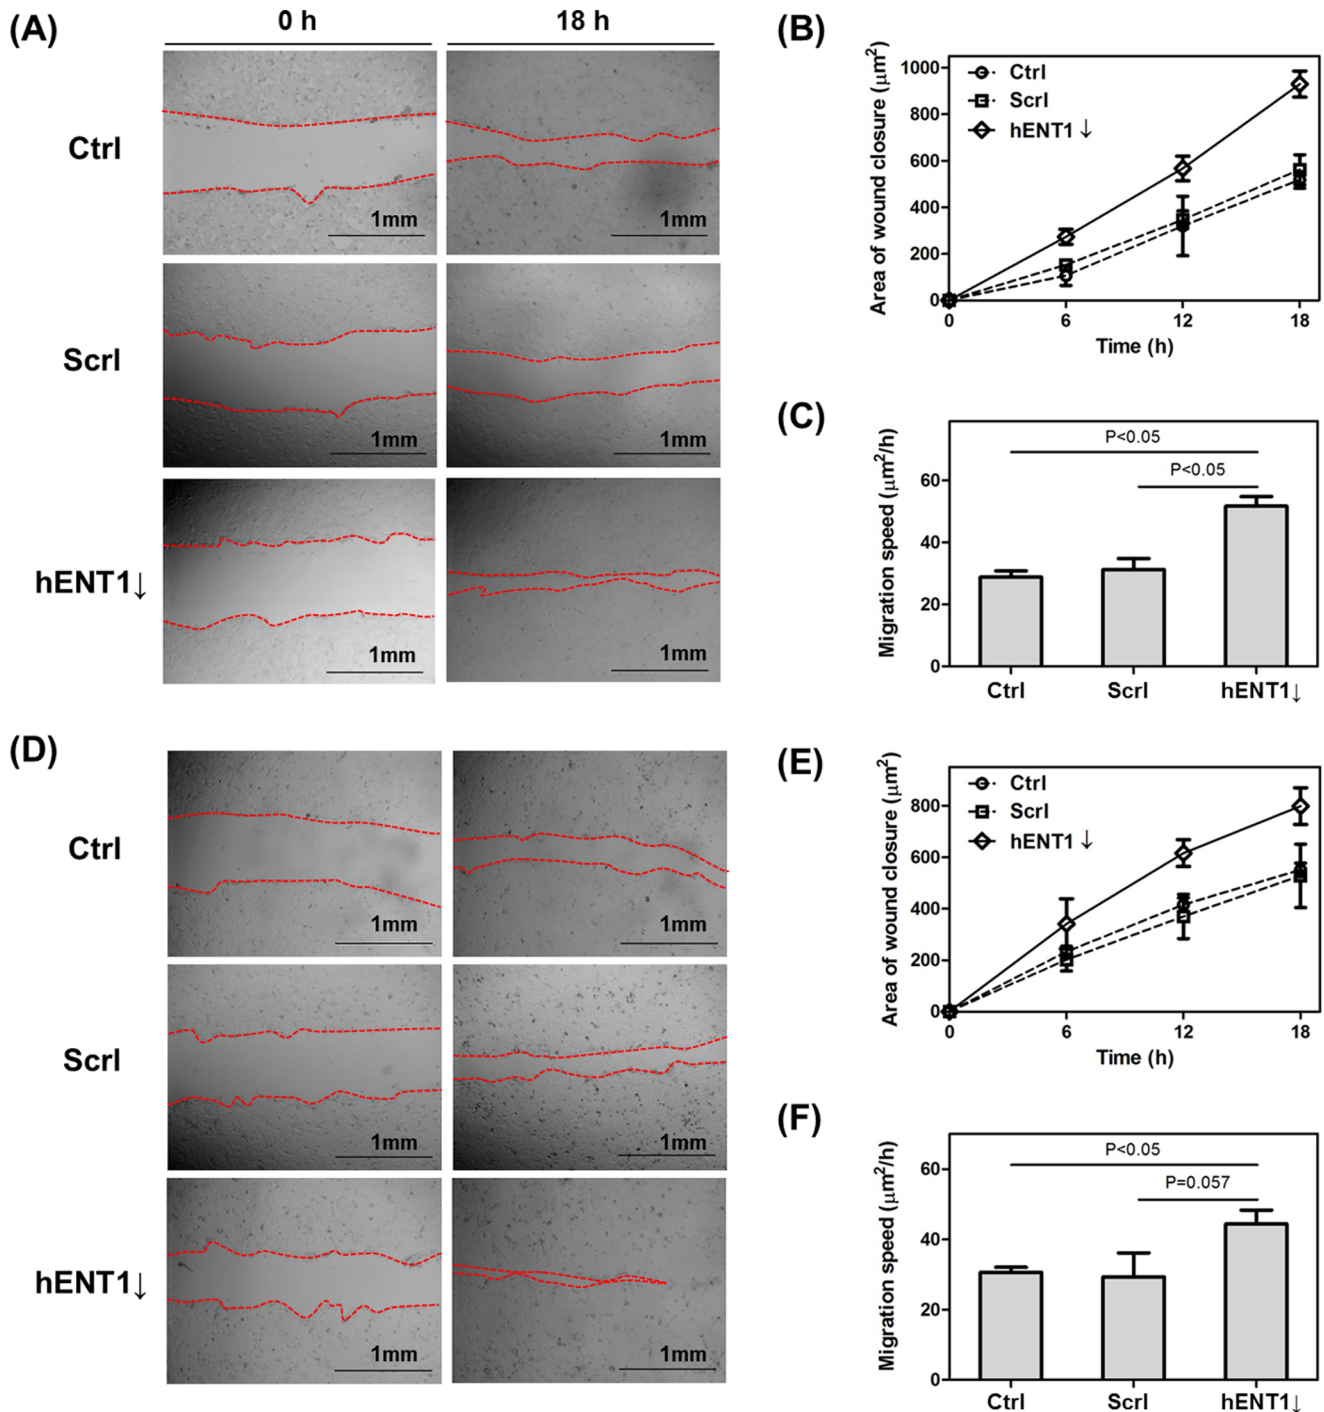 (A)
0 h
18 h
Ctrl
1mm
1mm
Scrl
1mm
1mm
hENT1↓
1mm
1mm
(B)
Area of wound closure (μm²)
1000
800
600
400
200
0
Ctrl
Scrl
hENT1 ↓
0 6 12 18
Time (h)
(C)
Migration speed (μm²/h)
60
40
20
0
P<0.05
P<0.05
Ctrl Scrl hENT1↓
(D)
Ctrl
1mm
1mm
Scrl
1mm
1mm
hENT1↓
1mm
1mm
(E)
Area of wound closure (μm²)
800
600
400
200
0
Ctrl
Scrl
hENT1 ↓
0 6 12 18
Time (h)
(F)
Migration speed (μm²/h)
60
40
20
0
P<0.05
P=0.057
Ctrl Scrl hENT1↓